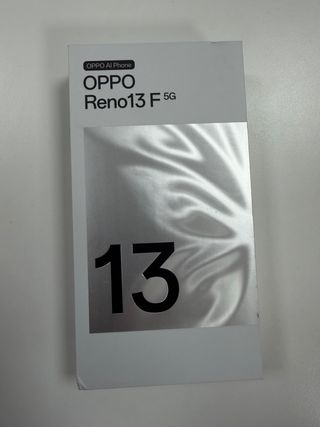 OPPO AI Phone
OPPO
Reno13 F 5G
13